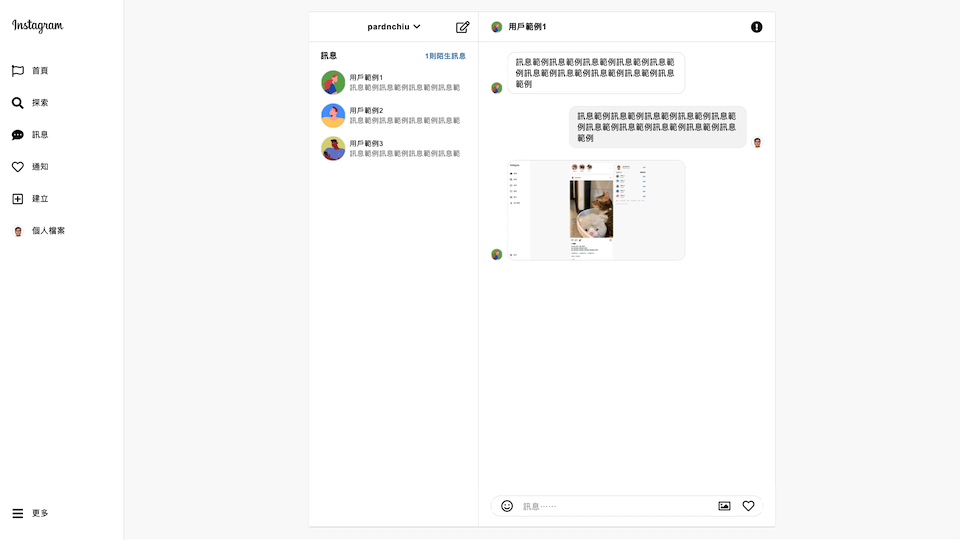 Instagram
首頁
探索
訊息
通知
建立
個人檔案
更多
pardnchiu
訊息
1則陌生訊息
用戶範例1
訊息範例訊息範例訊息範例訊息範
用戶範例2
訊息範例訊息範例訊息範例訊息範
用戶範例3
訊息範例訊息範例訊息範例訊息範
用戶範例1
訊息範例訊息範例訊息範例訊息範例訊息範
例訊息範例訊息範例訊息範例訊息範例訊息
範例
訊息範例訊息範例訊息範例訊息範例訊息範
例訊息範例訊息範例訊息範例訊息範例訊息
範例
訊息⋯⋯